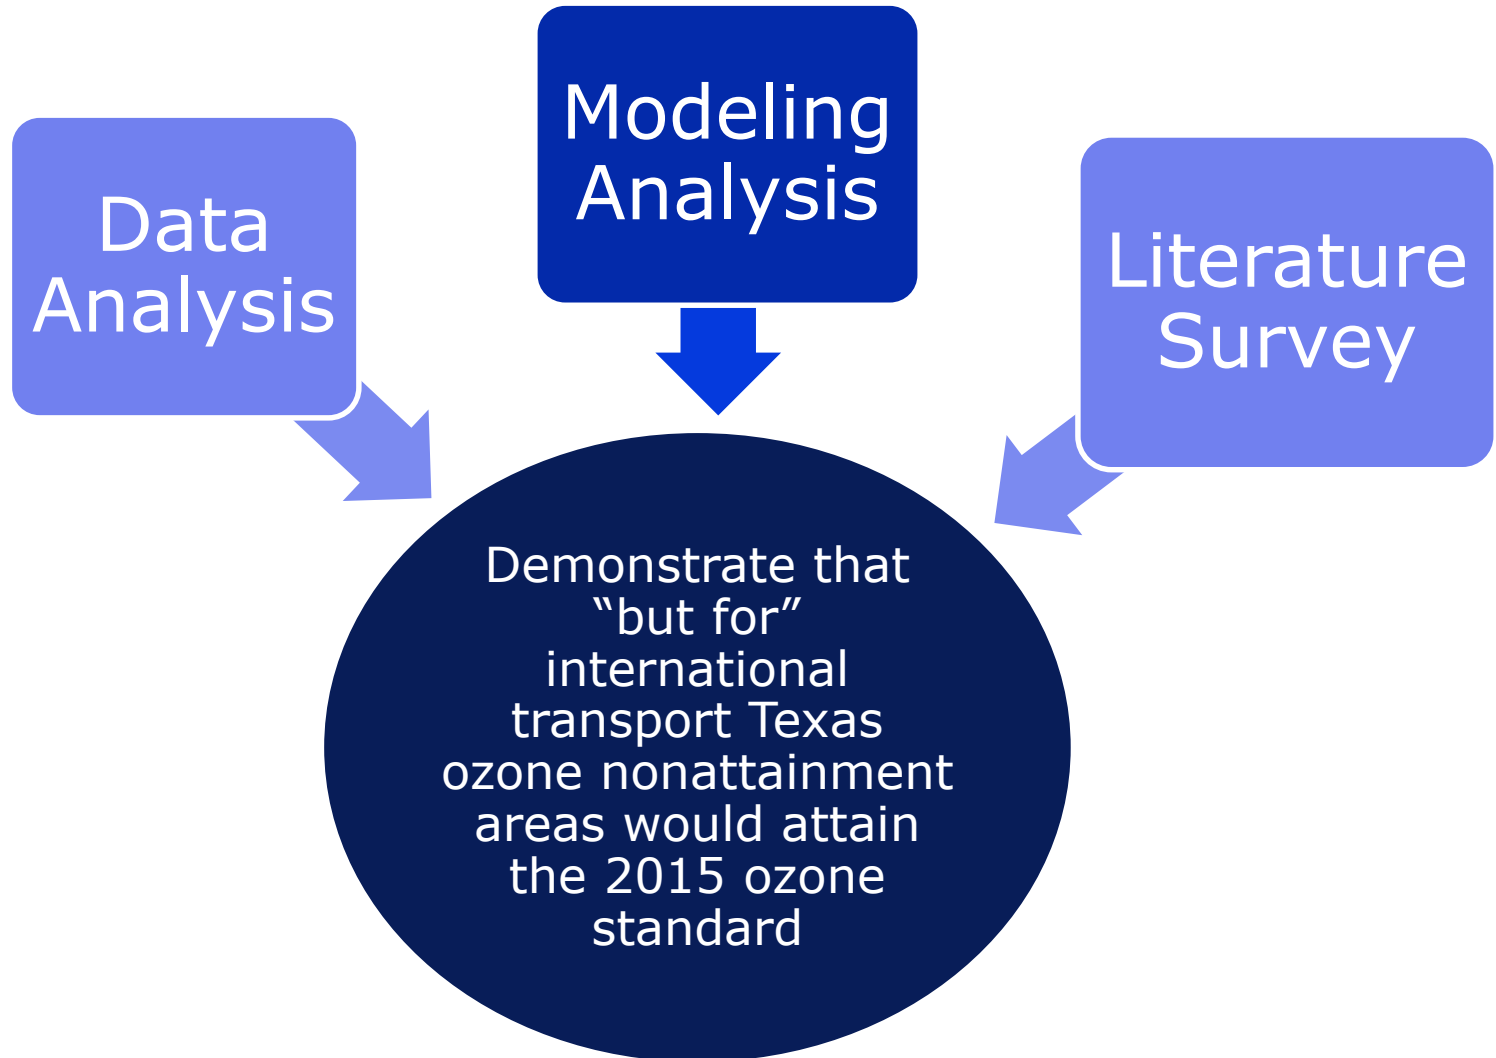 Data
Analysis
Modeling
Analysis
Literature
Survey
Demonstrate that
“but for”
international
transport Texas
ozone nonattainment
areas would attain
the 2015 ozone
standard